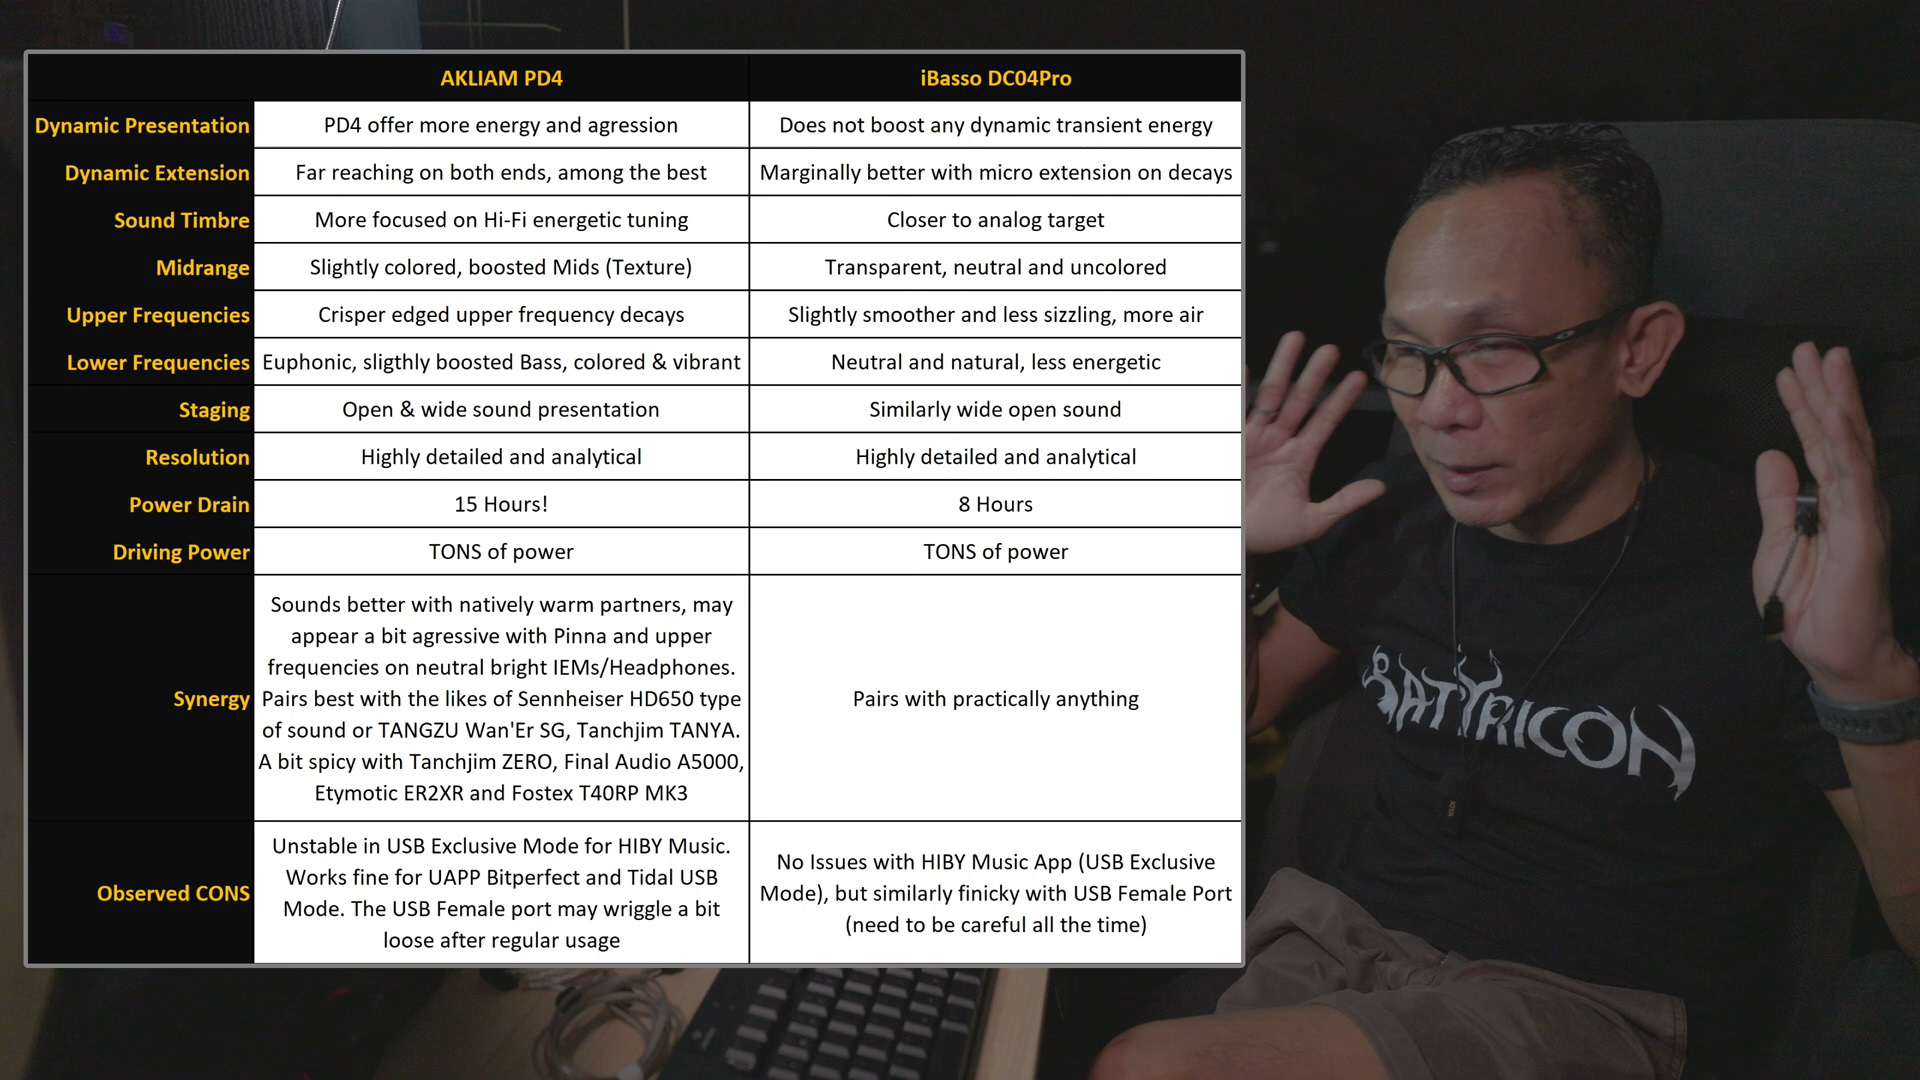 AKLIAM PD4
iBasso DC04Pro
Dynamic Presentation
PD4 offer more energy and agression
Does not boost any dynamic transient energy
Dynamic Extension
Far reaching on both ends, among the best
Marginally better with micro extension on decays
Sound Timbre
More focused on Hi-Fi energetic tuning
Closer to analog target
Midrange
Slightly colored, boosted Mids (Texture)
Transparent, neutral and uncolored
Upper Frequencies
Crisper edged upper frequency decays
Slightly smoother and less sizzling, more air
Lower Frequencies
Euphonic, sligthly boosted Bass, colored & vibrant
Neutral and natural, less energetic
Staging
Open & wide sound presentation
Similarly wide open sound
Resolution
Highly detailed and analytical
Highly detailed and analytical
Power Drain
15 Hours!
8 Hours
Driving Power
TONS of power
TONS of power
Synergy
Sounds better with natively warm partners, may
appear a bit agressive with Pinna and upper
frequencies on neutral bright IEMs/Headphones.
Pairs best with the likes of Sennheiser HD650 type
of sound or TANGZU Wan'Er SG, Tanchjim TANYA.
A bit spicy with Tanchjim ZERO, Final Audio A5000,
Etymotic ER2XR and Fostex T40RP MK3
Pairs with practically anything
Observed CONS
Unstable in USB Exclusive Mode for HIBY Music.
Works fine for UAPP Bitperfect and Tidal USB
Mode. The USB Female port may wriggle a bit
loose after regular usage
No Issues with HIBY Music App (USB Exclusive
Mode), but similarly finicky with USB Female Port
(need to be careful all the time)
SATYRICON